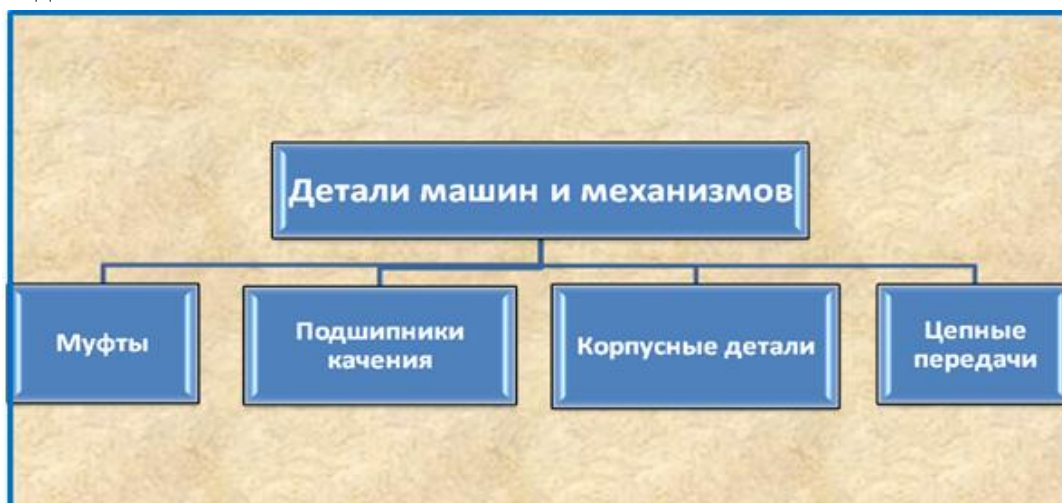 Детали машин и механизмов
Муфты
Подшипники
качения
Корпусные детали
Цепные
передачи